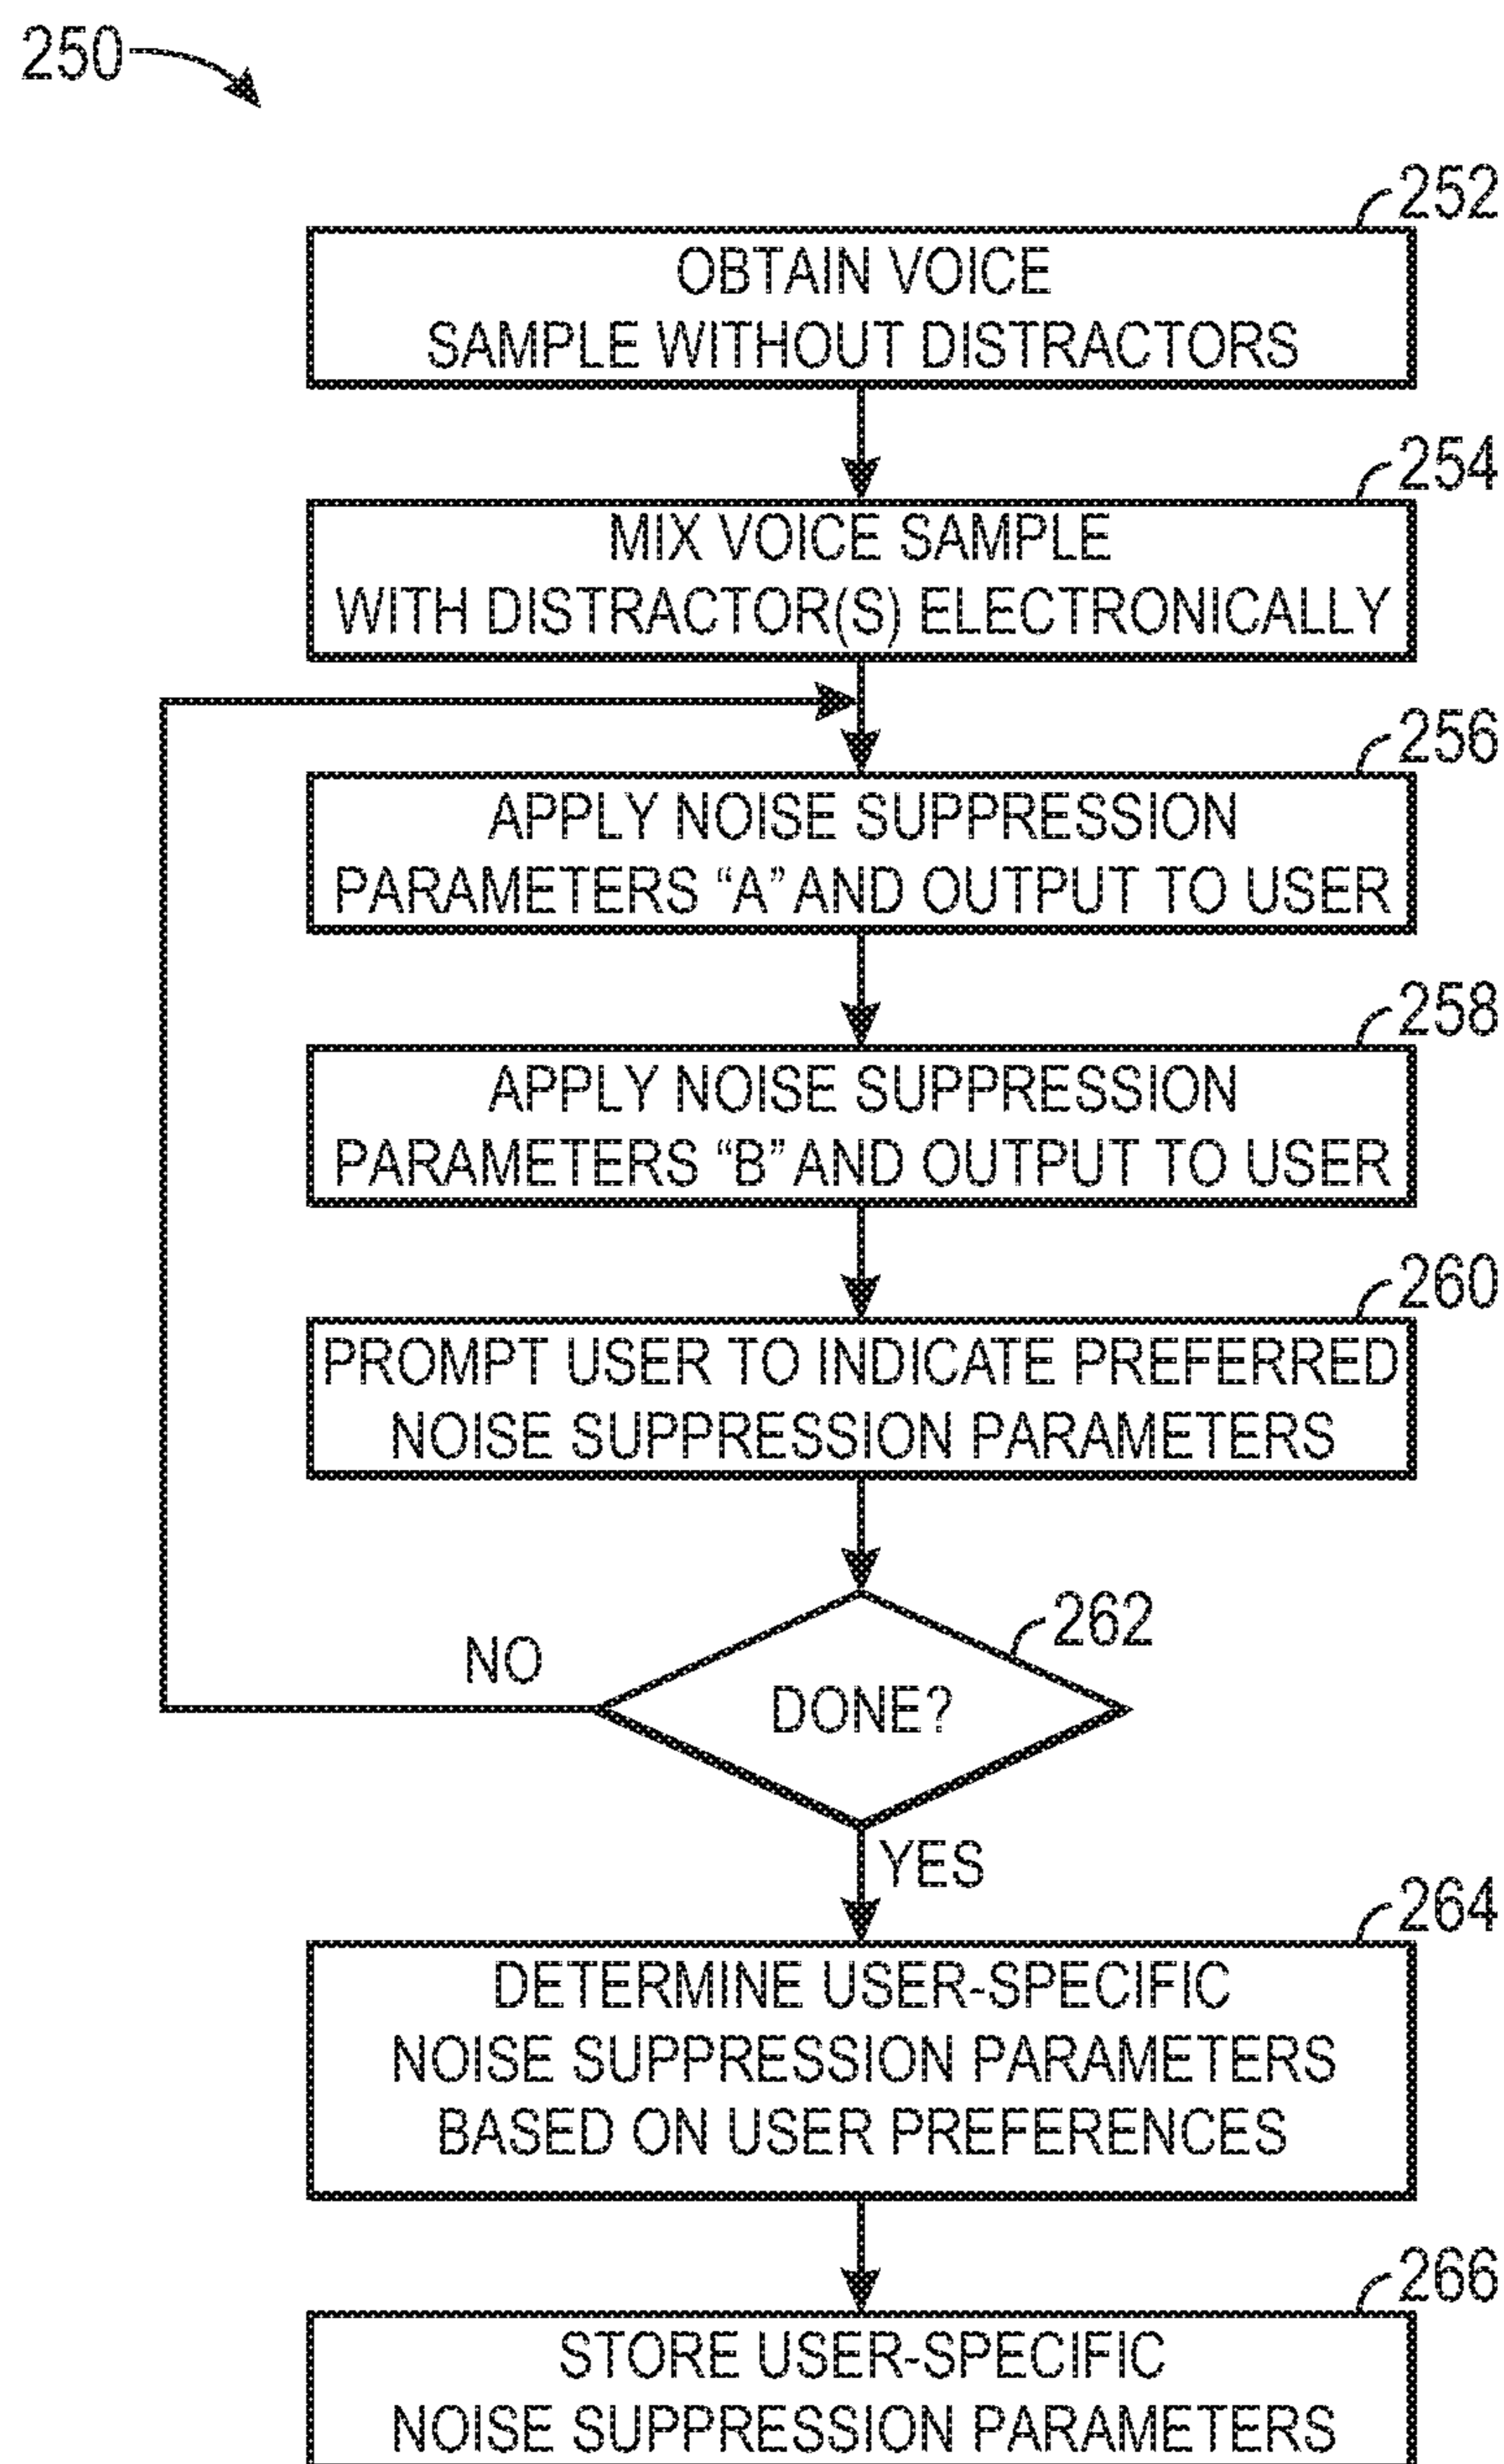 250
252
OBTAIN VOICE
SAMPLE WITHOUT DISTRACTORS
254
MIX VOICE SAMPLE
WITH DISTRACTOR(S) ELECTRONICALLY
256
APPLY NOISE SUPPRESSION
PARAMETERS “A” AND OUTPUT TO USER
258
APPLY NOISE SUPPRESSION
PARAMETERS “B” AND OUTPUT TO USER
260
PROMPT USER TO INDICATE PREFERRED
NOISE SUPPRESSION PARAMETERS
262
NO
DONE?
YES
264
DETERMINE USER-SPECIFIC
NOISE SUPPRESSION PARAMETERS
BASED ON USER PREFERENCES
266
STORE USER-SPECIFIC
NOISE SUPPRESSION PARAMETERS